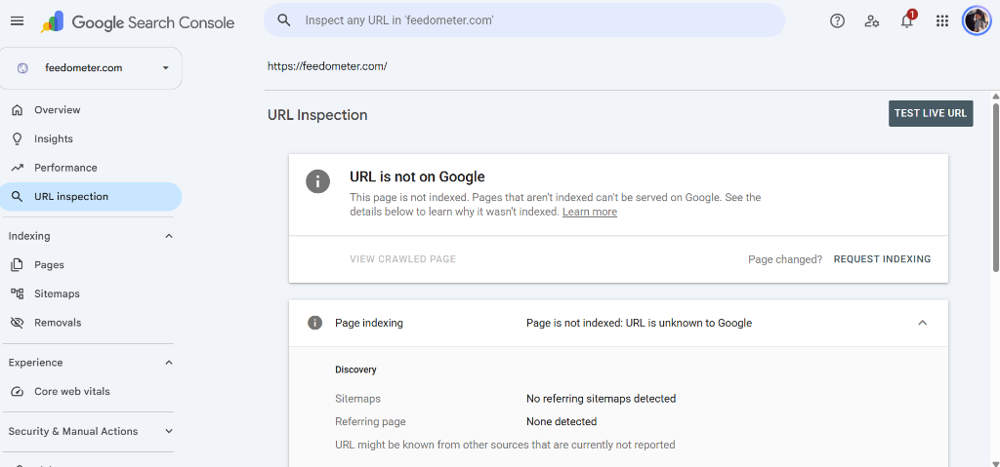 Google Search Console
Inspect any URL in 'feedometer.com'
1
feedometer.com
https://feedometer.com/
Overview
Insights
Performance
URL inspection
Indexing
Pages
Sitemaps
Removals
Experience
Core web vitals
Security & Manual Actions
URL Inspection
TEST LIVE URL
URL is not on Google
This page is not indexed. Pages that aren't indexed can't be served on Google. See the
details below to learn why it wasn't indexed. Learn more
VIEW CRAWLED PAGE
Page changed? REQUEST INDEXING
Page indexing
Page is not indexed: URL is unknown to Google
Discovery
Sitemaps
No referring sitemaps detected
Referring page
None detected
URL might be known from other sources that are currently not reported